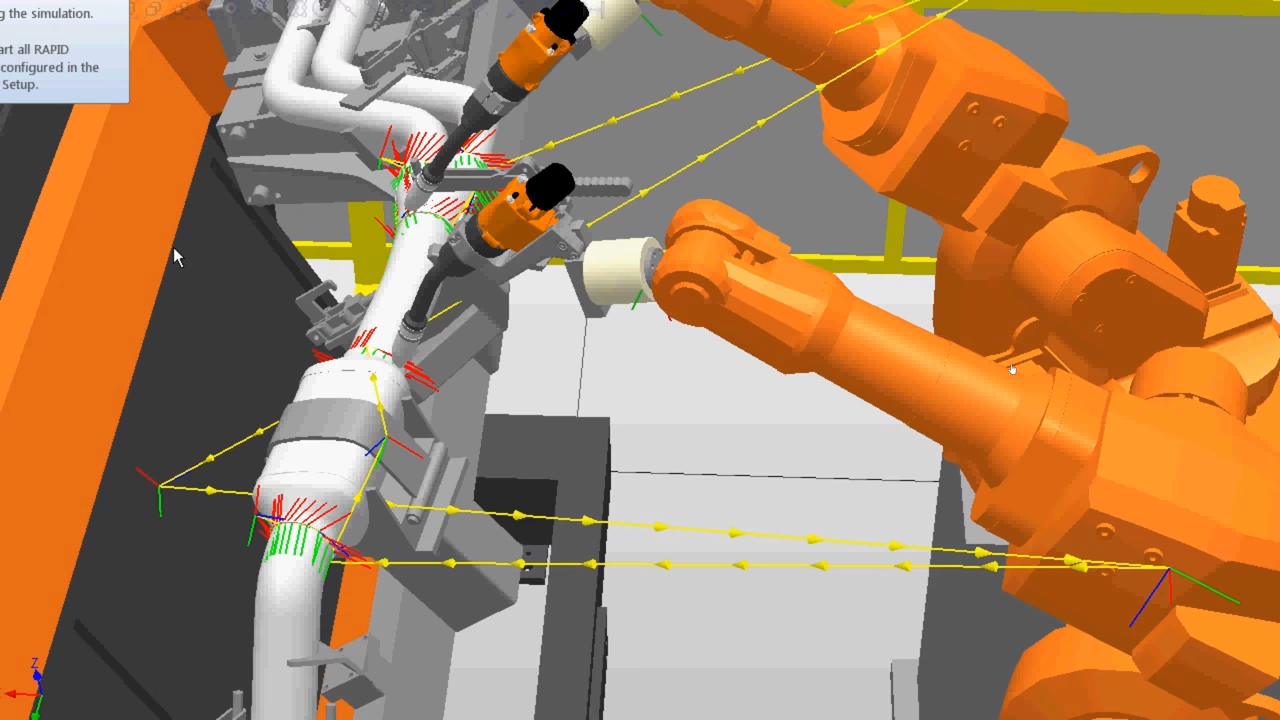 g the simulation.
art all RAPID
configured in the
Setup.
Z